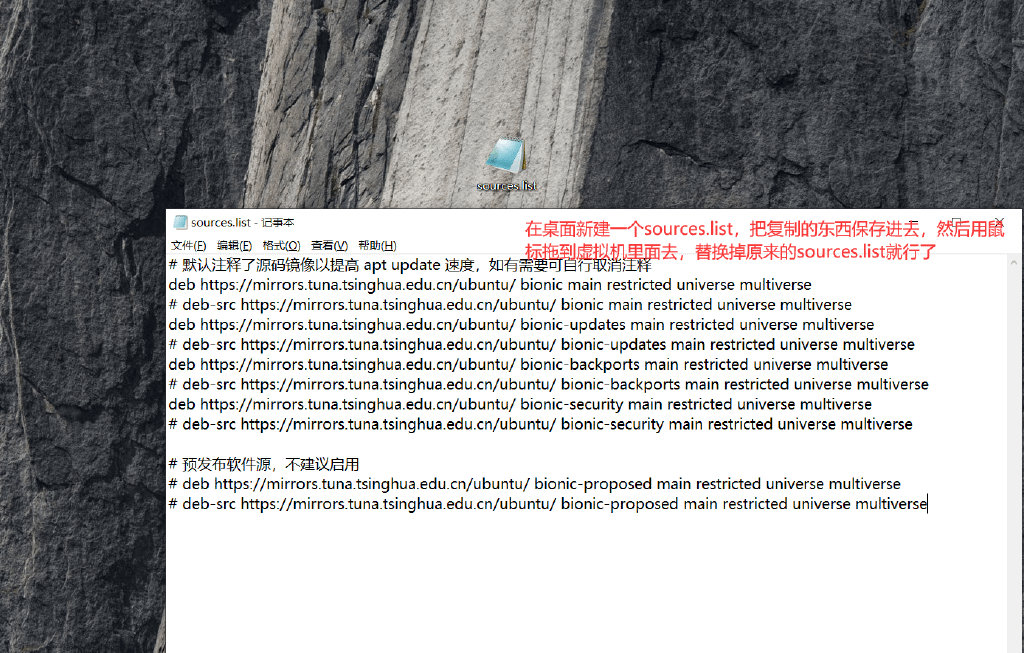 sources.list
sources.list - 记事本
在桌面新建一个sources.list，把复制的东西保存进去，然后用鼠
标拖到虚拟机里面去，替换掉原来的sources.list就行了
文件(F) 编辑(E) 格式(O) 查看(V) 帮助(H)
# 默认注释了源码镜像以提高 apt update 速度，如有需要可自行取消注释
deb https://mirrors.tuna.tsinghua.edu.cn/ubuntu/ bionic main restricted universe multiverse
# deb-src https://mirrors.tuna.tsinghua.edu.cn/ubuntu/ bionic main restricted universe multiverse
deb https://mirrors.tuna.tsinghua.edu.cn/ubuntu/ bionic-updates main restricted universe multiverse
# deb-src https://mirrors.tuna.tsinghua.edu.cn/ubuntu/ bionic-updates main restricted universe multiverse
deb https://mirrors.tuna.tsinghua.edu.cn/ubuntu/ bionic-backports main restricted universe multiverse
# deb-src https://mirrors.tuna.tsinghua.edu.cn/ubuntu/ bionic-backports main restricted universe multiverse
deb https://mirrors.tuna.tsinghua.edu.cn/ubuntu/ bionic-security main restricted universe multiverse
# deb-src https://mirrors.tuna.tsinghua.edu.cn/ubuntu/ bionic-security main restricted universe multiverse
# 预发布软件源，不建议启用
# deb https://mirrors.tuna.tsinghua.edu.cn/ubuntu/ bionic-proposed main restricted universe multiverse
# deb-src https://mirrors.tuna.tsinghua.edu.cn/ubuntu/ bionic-proposed main restricted universe multiverse